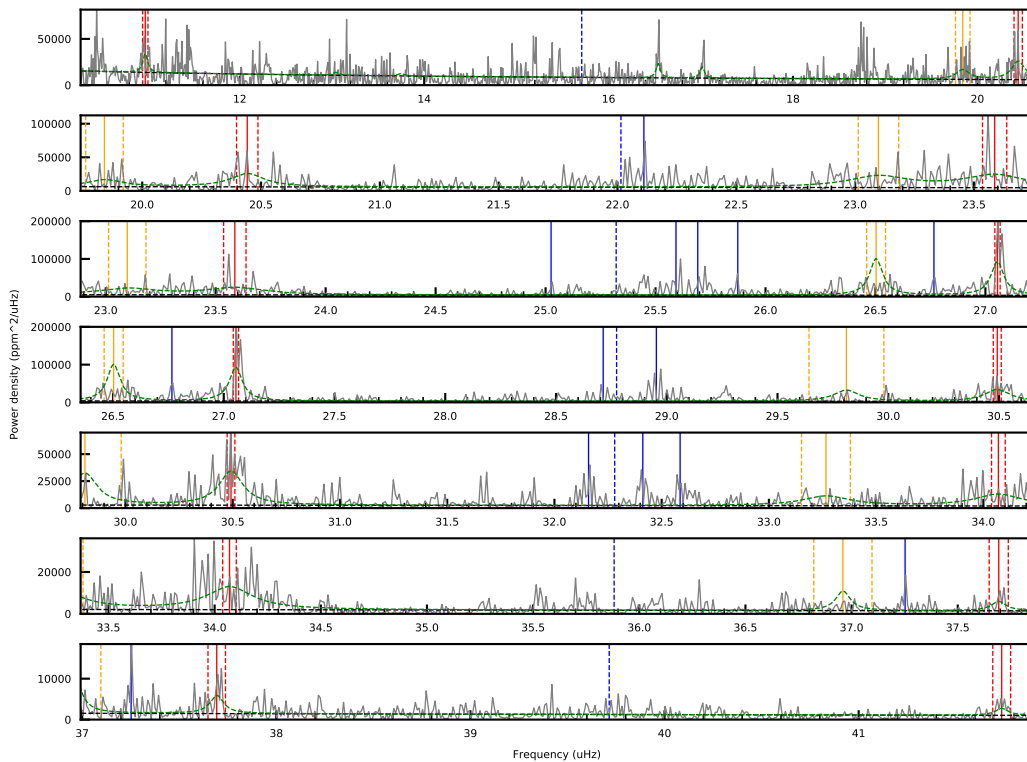 50000
0
12 14 16 18 20
100000
50000
0
20.0 20.5 21.0 21.5 22.0 22.5 23.0 23.5
200000
100000
0
23.0 23.5 24.0 24.5 25.0 25.5 26.0 26.5 27.0
200000
100000
0
26.5 27.0 27.5 28.0 28.5 29.0 29.5 30.0 30.5
Power density (ppm^2/uHz)
50000
25000
0
30.0 30.5 31.0 31.5 32.0 32.5 33.0 33.5 34.0
20000
0
33.5 34.0 34.5 35.0 35.5 36.0 36.5 37.0 37.5
10000
0
37 38 39 40 41
Frequency (uHz)